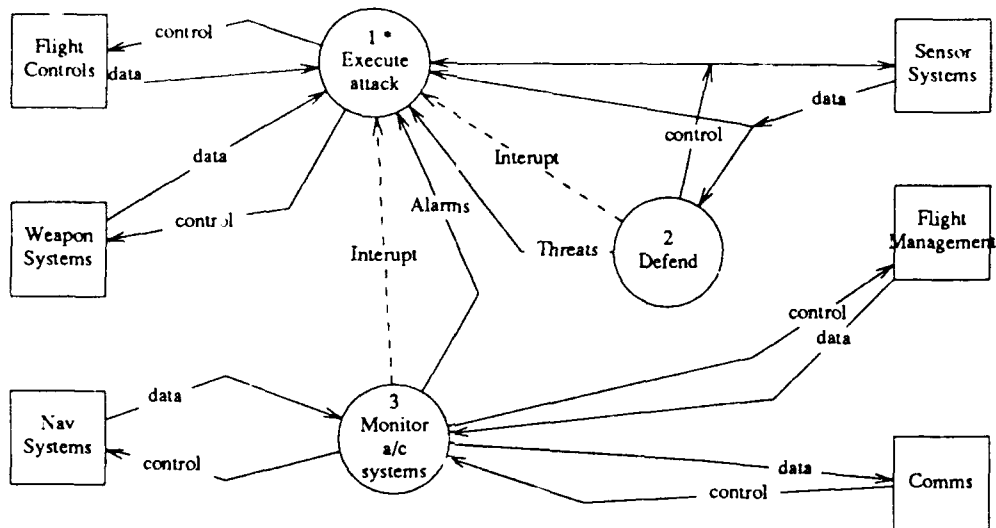 Flight
Controls
control
data
1 *
Execute
attack
Sensor
Systems
data
control
Interupt
data
control
Weapon
Systems
Alarms
Interupt
Threats
2
Defend
Flight
Management
control
data
Nav
Systems
data
control
3
Monitor
a/c
systems
data
control
Comms